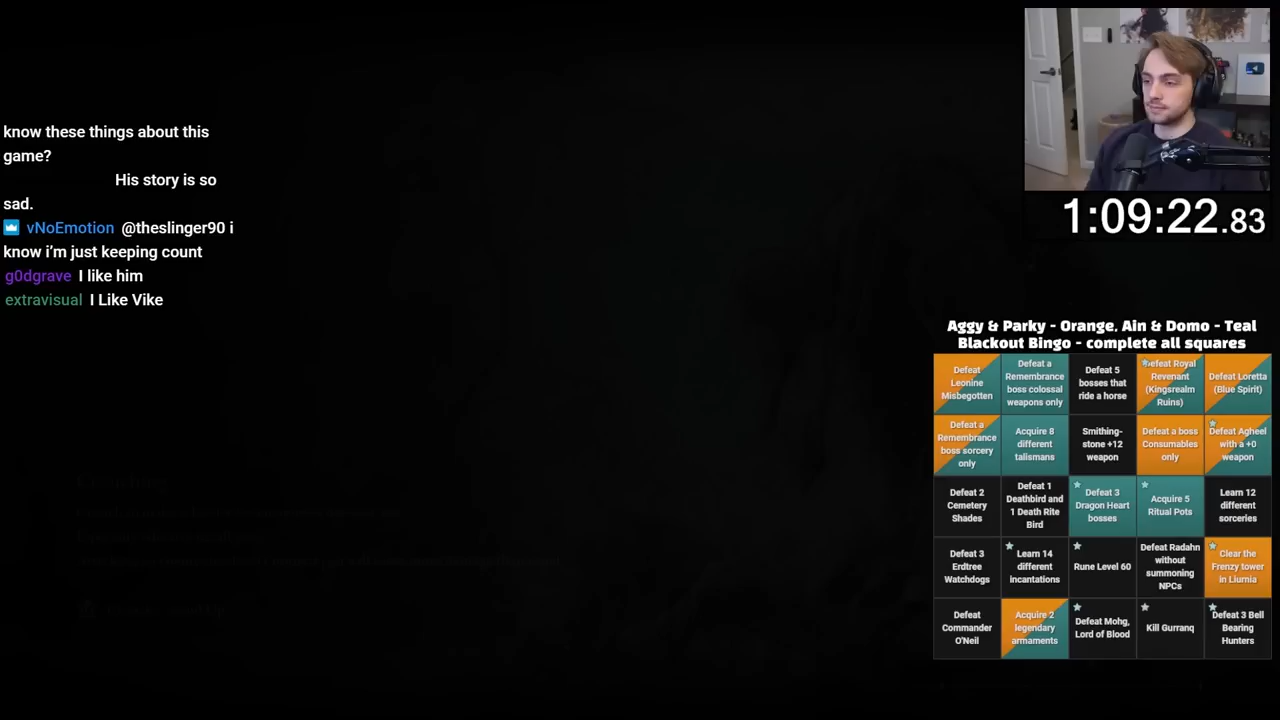 know these things about this
game?
His story is so
sad.
vNoEmotion @theslinger90 i
know i'm just keeping count
g0dgrave I like him
extravisual I Like Vike
1:09:22.83
Aggy & Parky - Orange, Ain & Domo - Teal
Blackout Bingo - complete all squares
Defeat
Leonine
Misbegotten
Defeat a
Remembrance
boss colossal
weapons only
Defeat 5
bosses that
ride a horse
Defeat Royal
Revenant
(Kingsrealm
Ruins)
Defeat Loretta
(Blue Spirit)
Defeat a
Remembrance
boss sorcery
only
Acquire 8
different
talismans
Smithing-
stone +12
weapon
Defeat a boss
Consumables
only
Defeat Agheel
with a +0
weapon
Defeat 2
Cemetery
Shades
Defeat 1
Deathbird and
1 Death Rite
Bird
Defeat 3
Dragon Heart
bosses
Acquire 5
Ritual Pots
Learn 12
different
sorceries
Defeat 3
Erdtree
Watchdogs
Learn 14
different
incantations
Rune Level 60
Defeat Radahn
without
summoning
NPCs
Clear the
Frenzy tower
in Liurnia
Defeat
Commander
O'Neil
Acquire 2
legendary
armaments
Defeat Mohg,
Lord of Blood
Kill Gurranq
Defeat 3 Bell
Bearing
Hunters